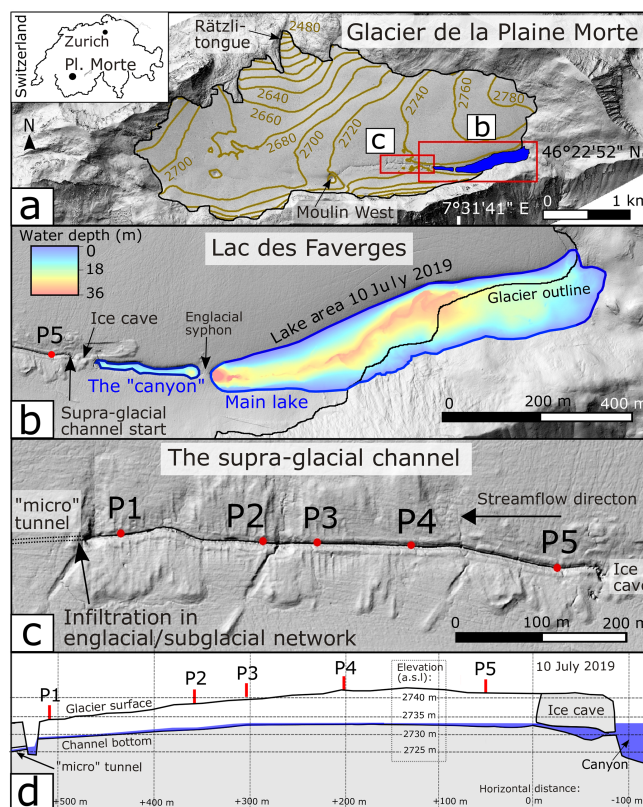 Switzerland
Zurich
Pl. Morte
Rätzli-
tongue
2480
Glacier de la Plaine Morte
N
2640
2660
2680
2700
2720
2740
2760
2780
2700
c
b
46°22'52" N
Moulin West
7°31'41" E
0
1 km
a
Water depth (m)
0
18
36
Lac des Faverges
P5
Ice cave
Englacial
syphon
Lake area 10 July 2019
Glacier outline
The "canyon"
Main lake
Supra-glacial
channel start
0
200 m
400 m
b
The supra-glacial channel
"micro"
tunnel
P1
P2
P3
P4
P5
Streamflow directon
Ice
cave
Infiltration in
englacial/subglacial network
0
100 m
200 m
c
P1
P2
P3
P4
P5
Elevation
(a.s.l):
10 July 2019
Glacier surface
2740 m
2735 m
2730 m
2725 m
Ice cave
Channel bottom
"micro" tunnel
Canyon
Horizontal distance:
+500 m
+400 m
+300 m
+200 m
+100 m
0 m
-100 m
d